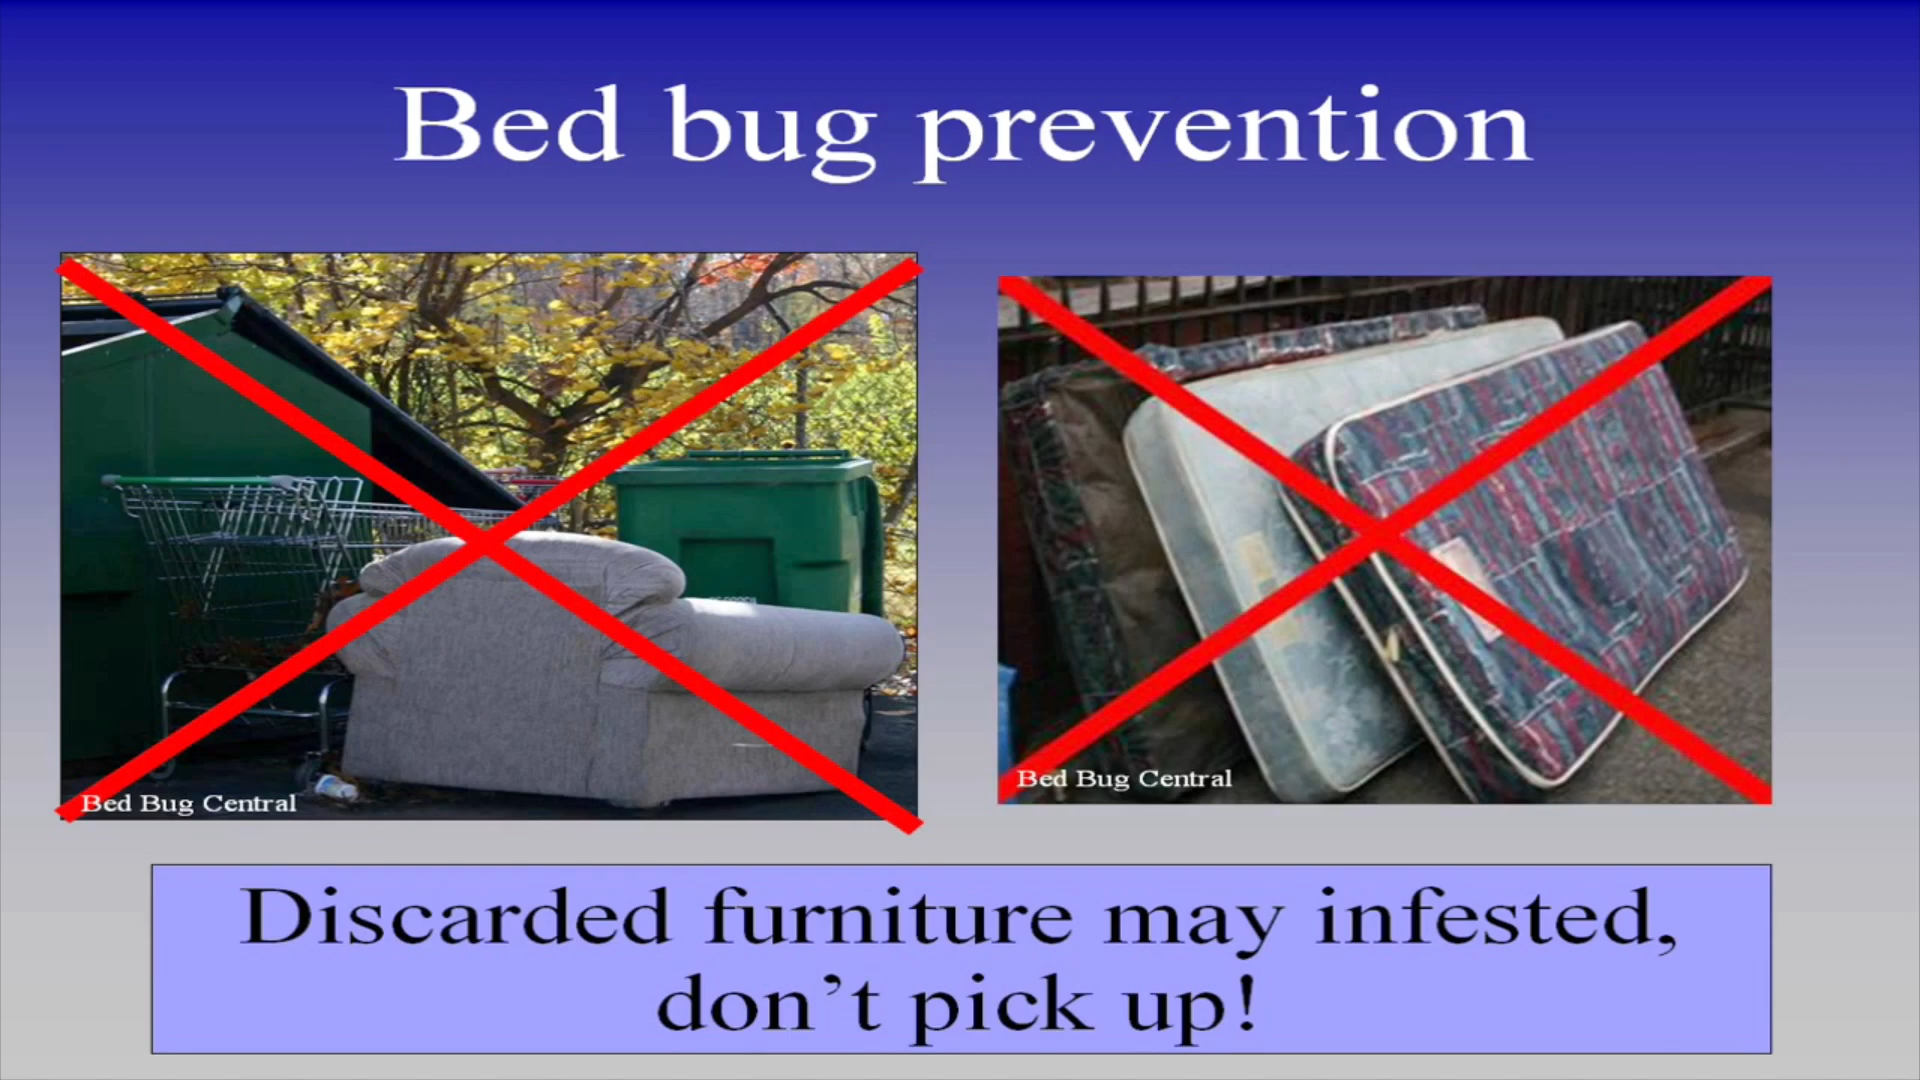 Bed bug prevention
Bed Bug Central
Bed Bug Central
Discarded furniture may infested,
don’t pick up!